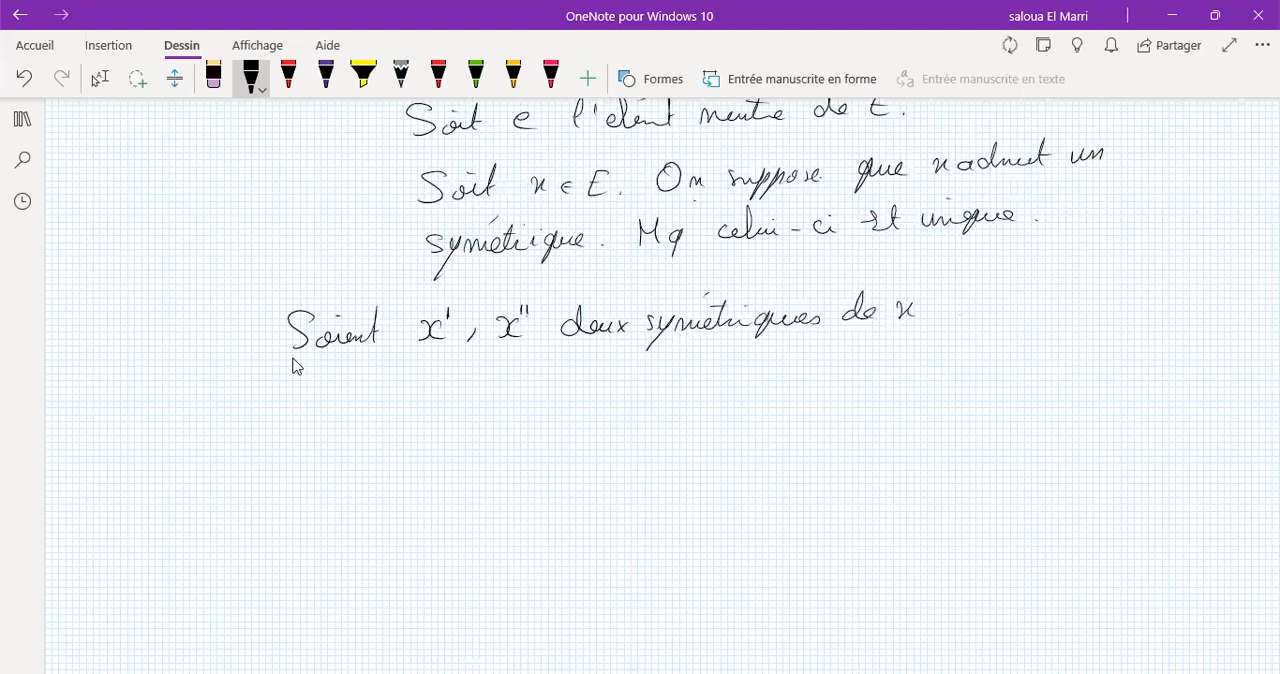 OneNote pour Windows 10
saloua El Marri
Accueil Insertion Dessin Affichage Aide
Partager
Formes Entrée manuscrite en forme Entrée manuscrite en texte
Soit e l'élént neutre de E.
Soit x ∈ E. On suppose que x admet un
symétrique. Mq celui-ci est unique.
Soient x', x'' deux symétriques de x